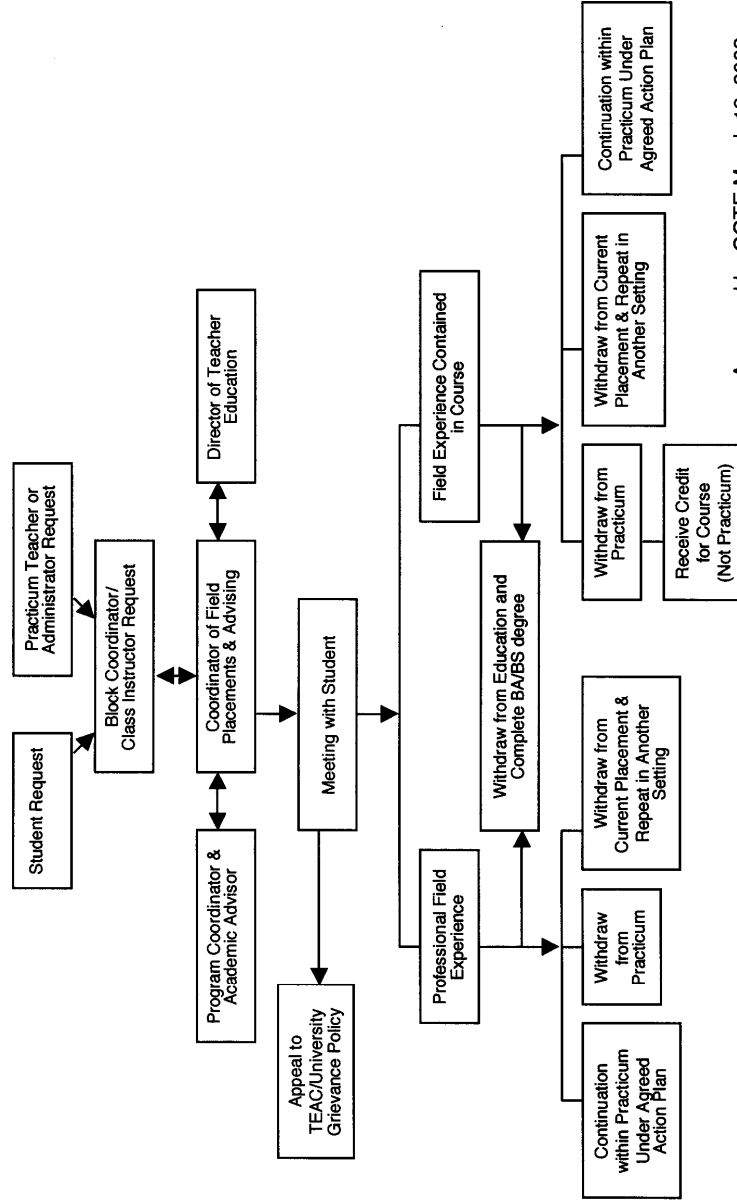 Student Request
Practicum Teacher or
Administrator Request
Block Coordinator/
Class Instructor Request
Program Coordinator &
Academic Advisor
Coordinator of Field
Placements & Advising
Director of Teacher
Education
Appeal to
TEAC/University
Grievance Policy
Meeting with Student
Professional Field
Experience
Field Experience Contained
in Course
Withdraw from Education and
Complete BA/BS degree
Continuation
within Practicum
Under Agreed
Action Plan
Withdraw
from
Practicum
Withdraw from
Current Placement &
Repeat in Another
Setting
Withdraw from
Practicum
Withdraw from Current
Placement & Repeat in
Another Setting
Continuation within
Practicum Under
Agreed Action Plan
Receive Credit
for Course
(Not Practicum)